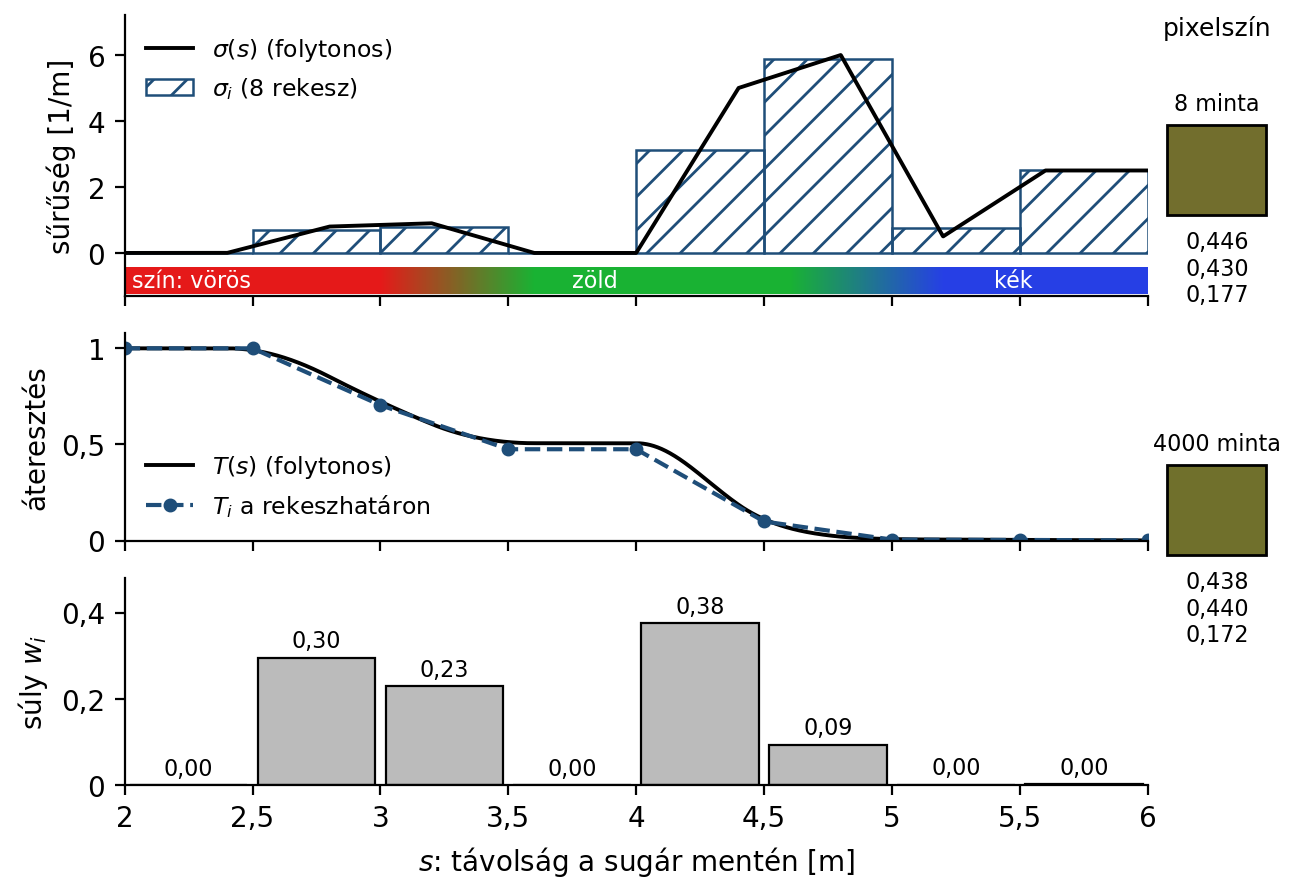 pixelszín
σ(s) (folytonos)
σi (8 rekesz)
sűrűség [1/m]
6
4
2
0
szín: vörös
zöld
kék
8 minta
0,446
0,430
0,177
áteresztés
1
0,5
0
T(s) (folytonos)
Ti a rekeszhatáron
4000 minta
0,438
0,440
0,172
súly wi
0,4
0,2
0
0,00
0,30
0,23
0,00
0,38
0,09
0,00
0,00
2
2,5
3
3,5
4
4,5
5
5,5
6
s: távolság a sugár mentén [m]